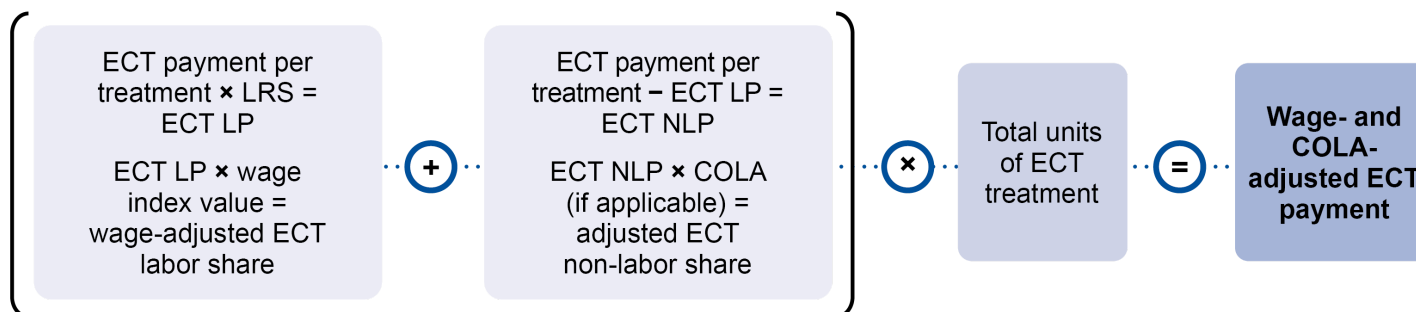 ECT payment per
treatment × LRS =
ECT LP
ECT LP × wage
index value =
wage-adjusted ECT
labor share
+
ECT payment per
treatment − ECT LP =
ECT NLP
ECT NLP × COLA
(if applicable) =
adjusted ECT
non-labor share
×
Total units
of ECT
treatment
=
Wage- and
COLA-
adjusted ECT
payment